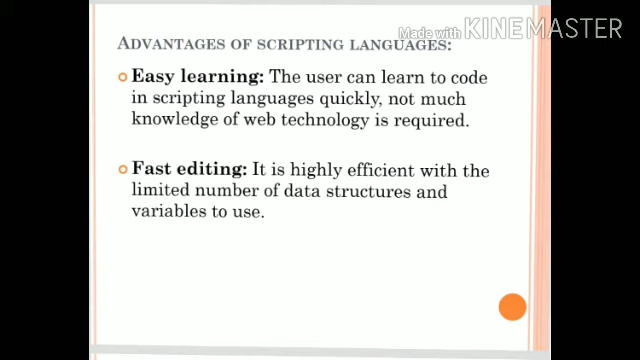 Made with KINEMASTER
ADVANTAGES OF SCRIPTING LANGUAGES:
Easy learning: The user can learn to code
in scripting languages quickly, not much
knowledge of web technology is required.
Fast editing: It is highly efficient with the
limited number of data structures and
variables to use.